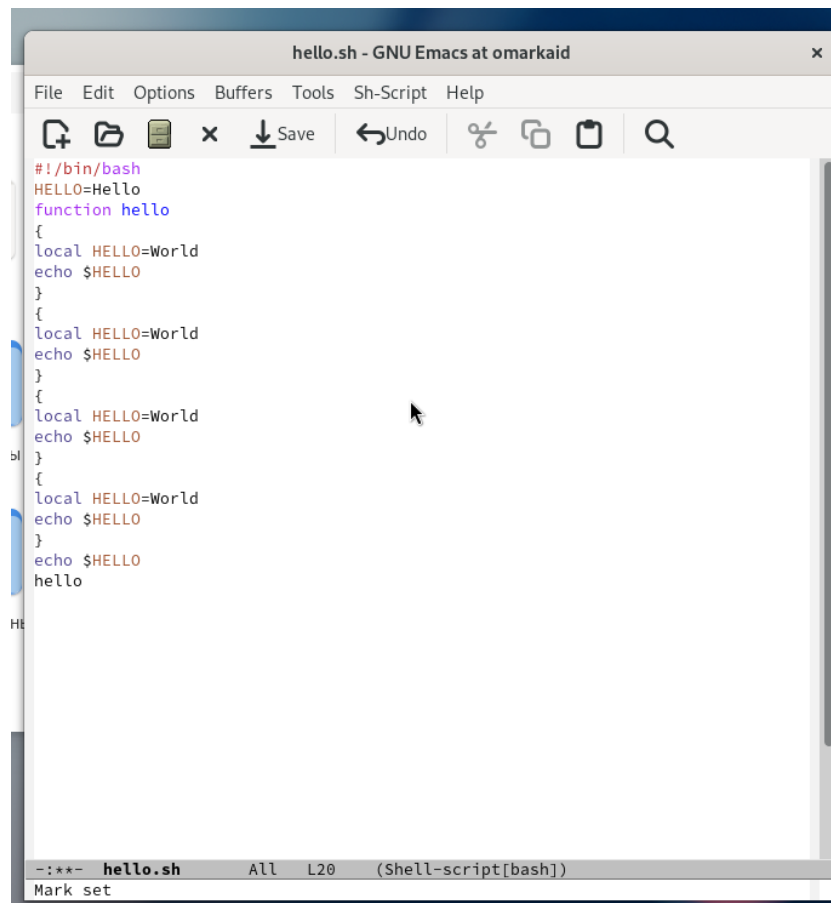 hello.sh - GNU Emacs at omarkaid
File Edit Options Buffers Tools Sh-Script Help
Save Undo
#!/bin/bash
HELLO=Hello
function hello
{
local HELLO=World
echo $HELLO
}
{
local HELLO=World
echo $HELLO
}
{
local HELLO=World
echo $HELLO
}
{
local HELLO=World
echo $HELLO
}
echo $HELLO
hello
-:**- hello.sh All L20 (Shell-script[bash])
Mark set